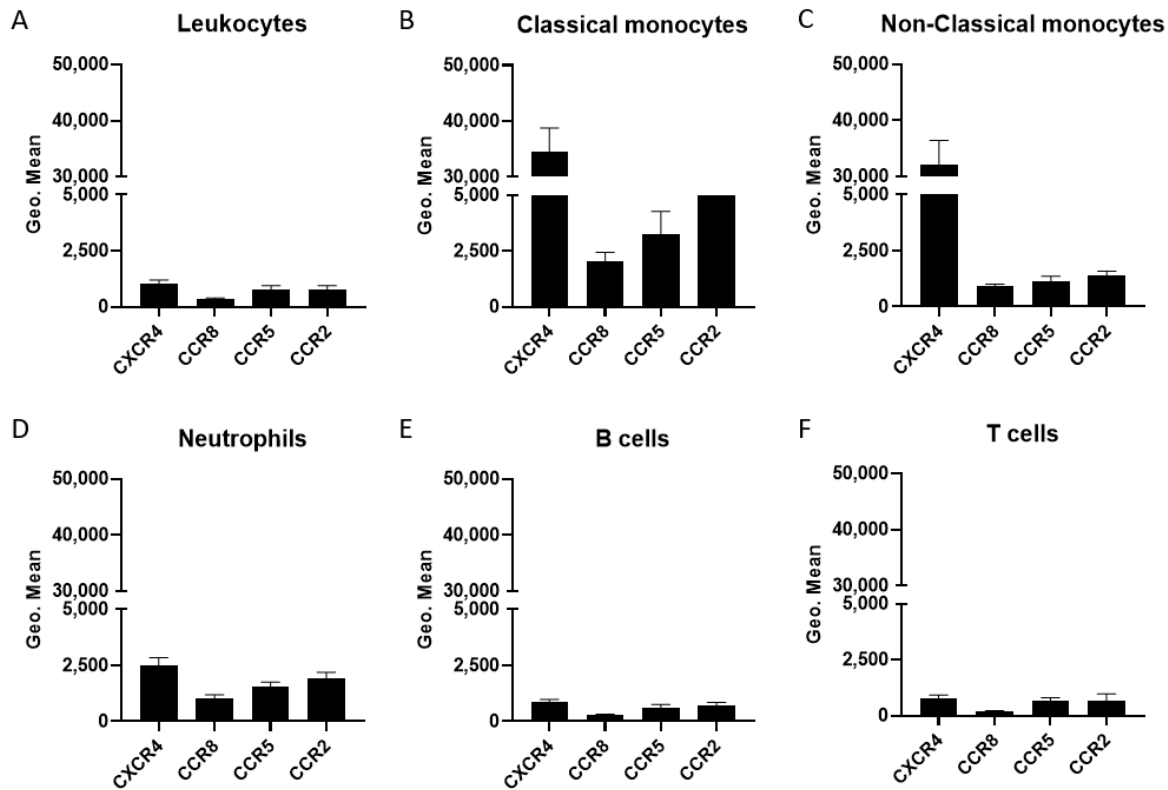 A
Leukocytes
Geo. Mean
50,000
40,000
30,000
5,000
2,500
0
CXCR4
CCR8
CCR5
CCR2
B
Classical monocytes
Geo. Mean
50,000
40,000
30,000
5,000
2,500
0
CXCR4
CCR8
CCR5
CCR2
C
Non-Classical monocytes
Geo. Mean
50,000
40,000
30,000
5,000
2,500
0
CXCR4
CCR8
CCR5
CCR2
D
Neutrophils
Geo. Mean
50,000
40,000
30,000
5,000
2,500
0
CXCR4
CCR8
CCR5
CCR2
E
B cells
Geo. Mean
50,000
40,000
30,000
5,000
2,500
0
CXCR4
CCR8
CCR5
CCR2
F
T cells
Geo. Mean
50,000
40,000
30,000
5,000
2,500
0
CXCR4
CCR8
CCR5
CCR2